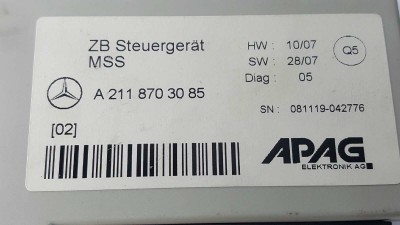 ZB Steuergerät
MSS
HW : 10/07
SW : 28/07
Diag : 05
Q5
A 211 870 30 85
SN : 081119-042776
[02]
APAG
ELEKTRONIK AG